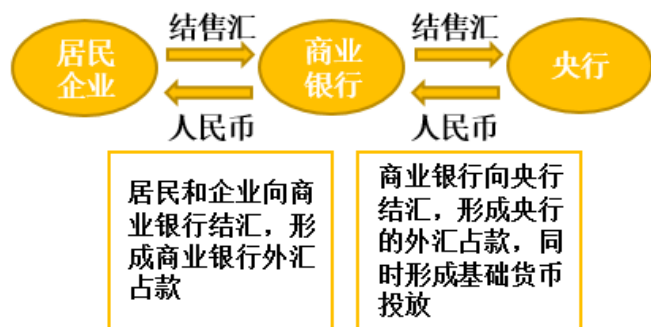 结售汇
结售汇
居民
企业
商业
银行
央行
人民币
人民币
居民和企业向商
业银行结汇，形
成商业银行外汇
占款
商业银行向央行
结汇，形成央行
的外汇占款，同
时形成基础货币
投放